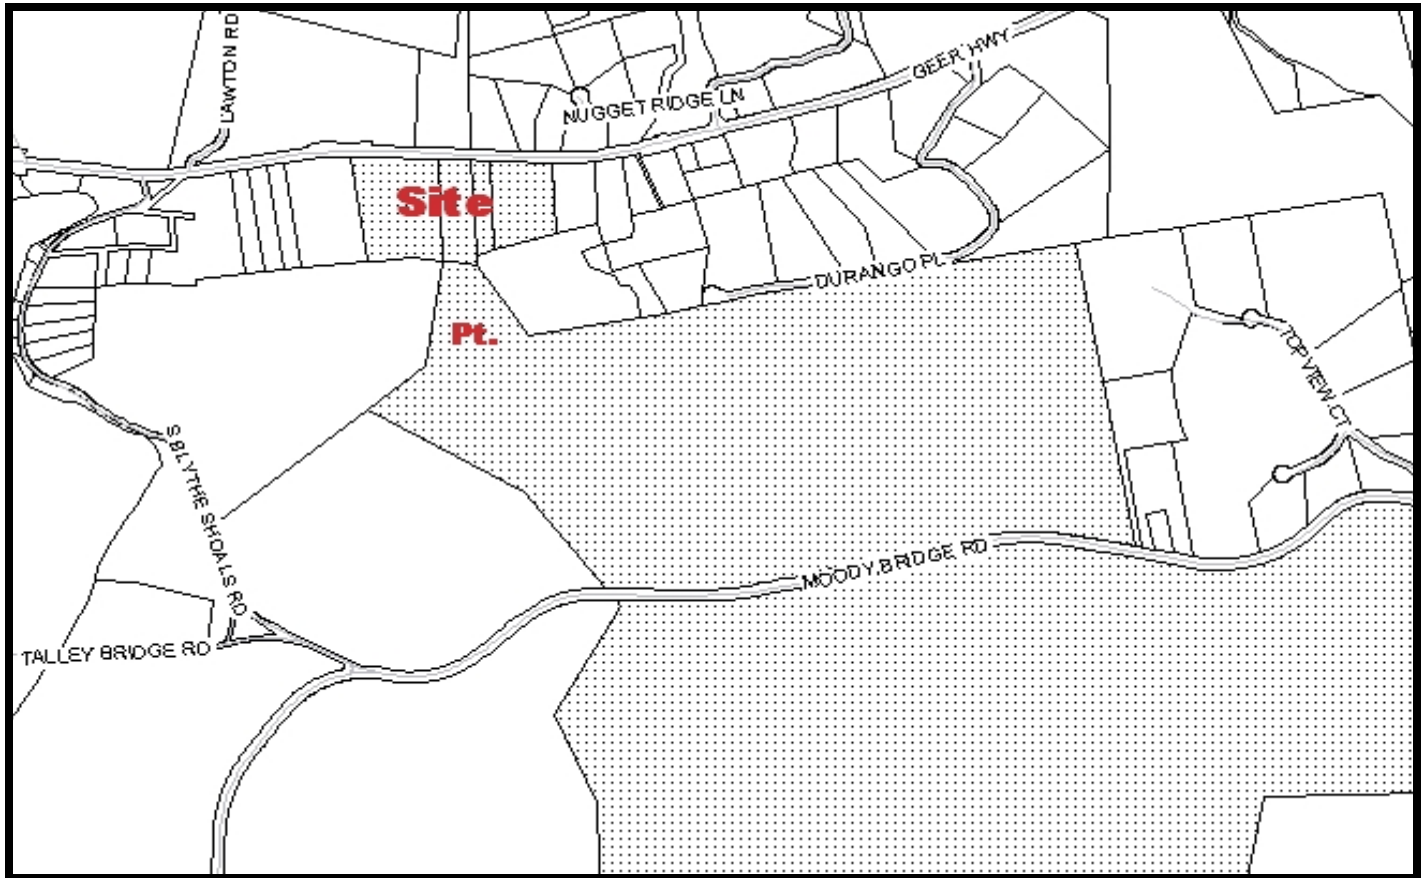 LAWTON RD
GEER HWY
NUGGET RIDGE LN
Site
DURANGO PL
Pt.
TOP VIEW CT
S BLYTHE SHOALS RD
MOODY BRIDGE RD
TALLEY BRIDGE RD